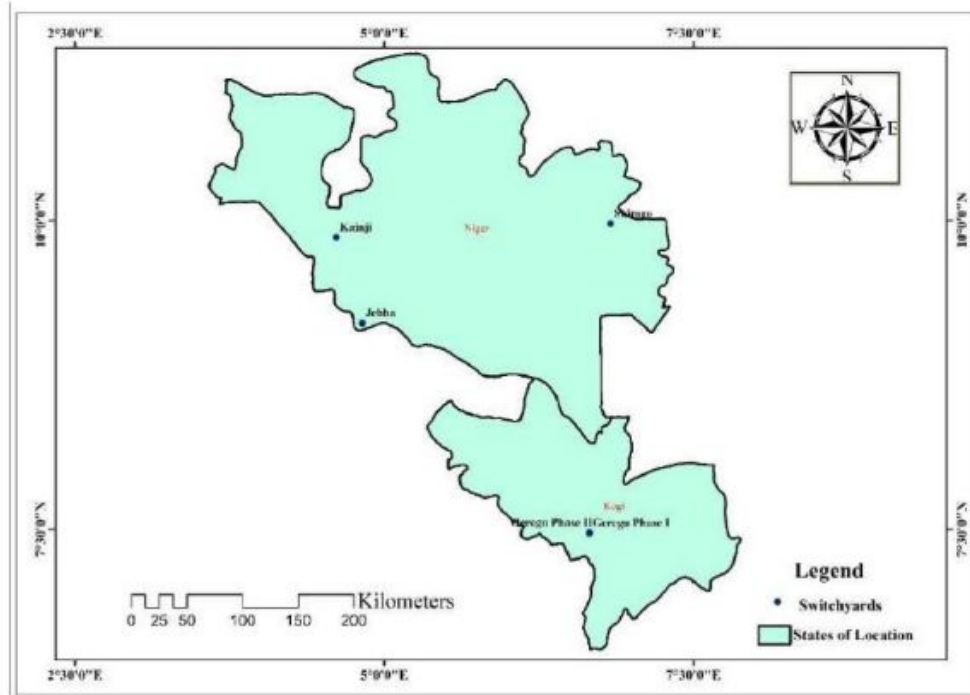 2°30'0"E 5°0'0"E 7°30'0"E
N
W E
S
10°0'0"N 10°0'0"N
Kainji Niger
Jebba
Kogi
Geregu Phase II Geregu Phase I
7°30'0"N 7°30'0"N
Legend
Switchyards
States of Location
Kilometers
0 25 50 100 150 200
2°30'0"E 5°0'0"E 7°30'0"E